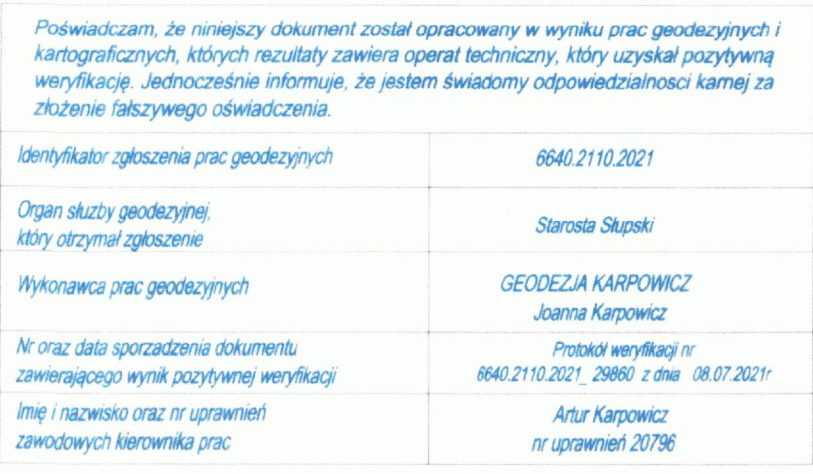 Poświadczam, że niniejszy dokument został opracowany w wyniku prac geodezyjnych i
kartograficznych, których rezultaty zawiera operat techniczny, który uzyskał pozytywną
weryfikację. Jednocześnie informuje, że jestem świadomy odpowiedzialnosci karnej za
złożenie fałszywego oświadczenia.
Identyfikator zgłoszenia prac geodezyjnych 6640.2110.2021
Organ służby geodezyjnej,
który otrzymał zgłoszenie
Starosta Słupski
Wykonawca prac geodezyjnych
GEODEZJA KARPOWICZ
Joanna Karpowicz
Nr oraz data sporzadzenia dokumentu
zawierającego wynik pozytywnej weryfikacji
Protokół weryfikacji nr
6640.2110.2021_ 29860 z dnia 08.07.2021r
Imię i nazwisko oraz nr uprawnień
zawodowych kierownika prac
Artur Karpowicz
nr uprawnień 20796